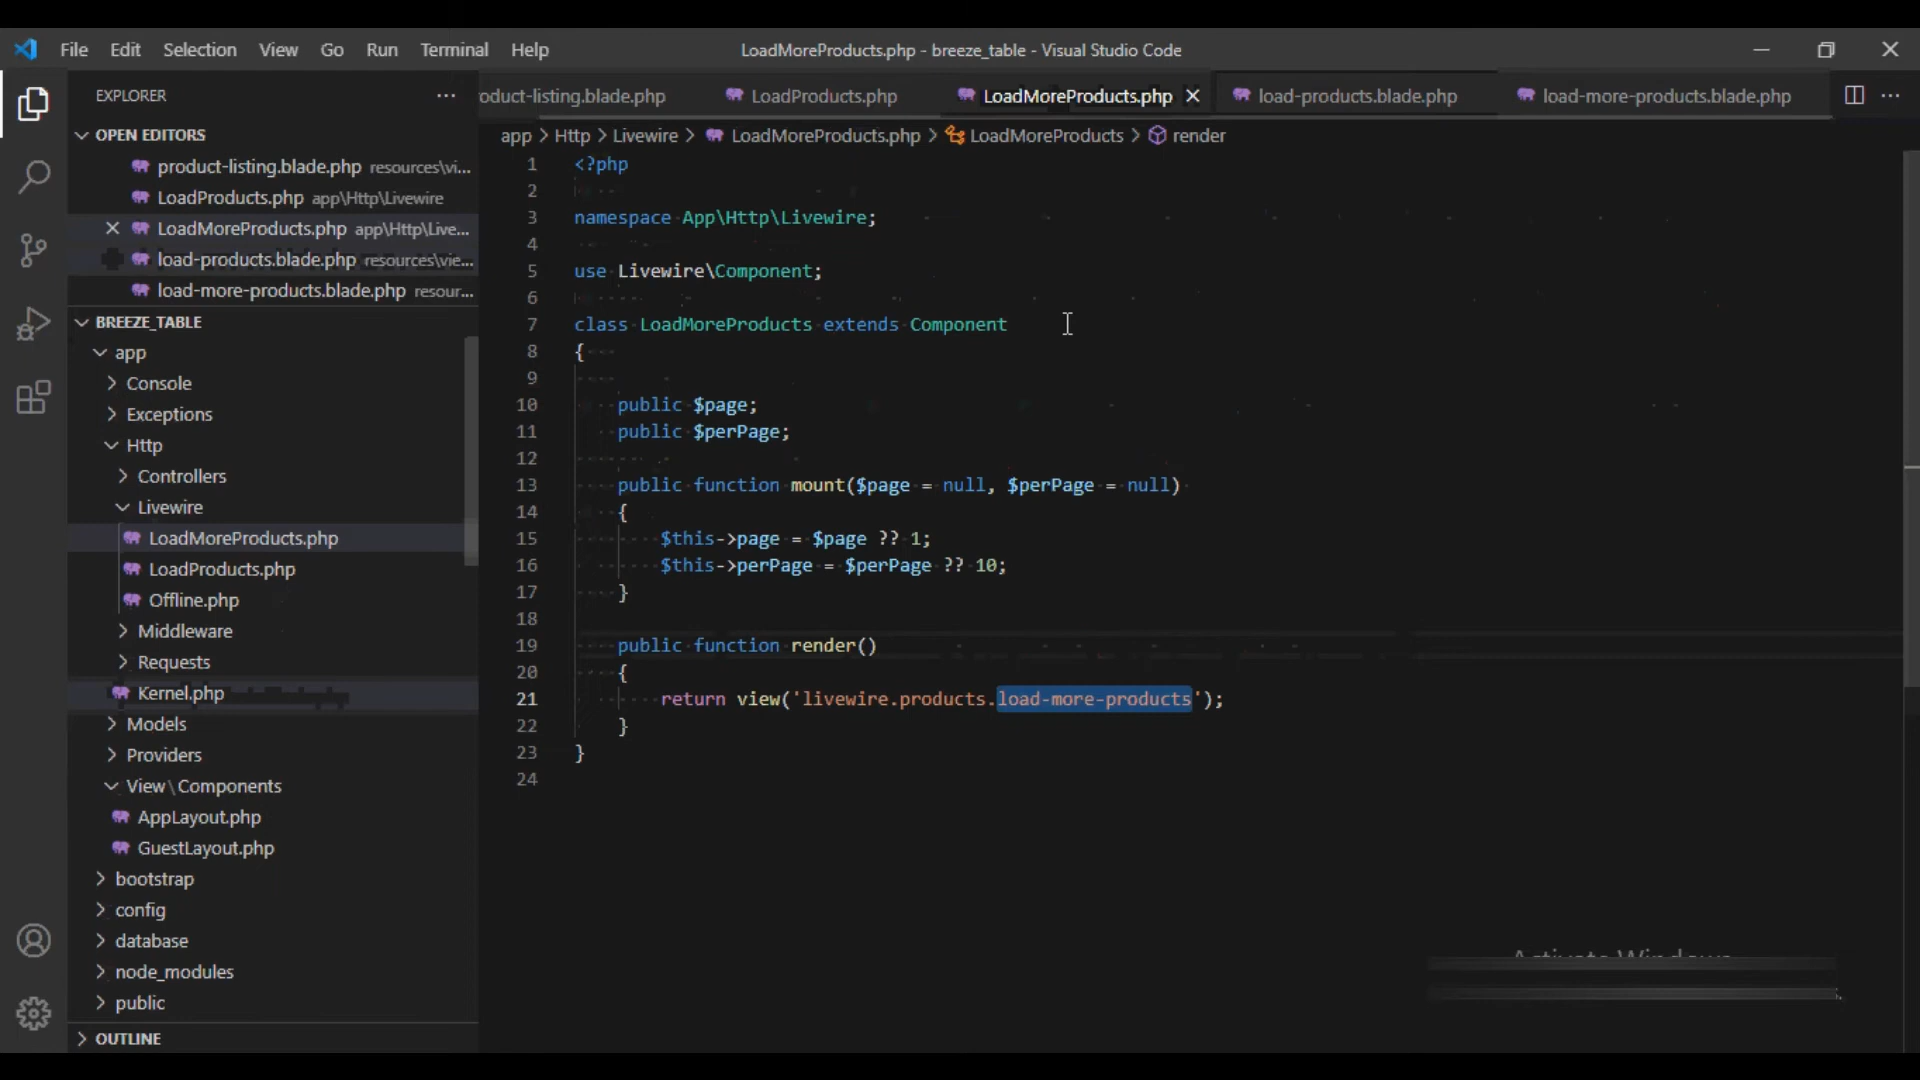 File Edit Selection View Go Run Terminal Help
LoadMoreProducts.php - breeze_table - Visual Studio Code
EXPLORER
OPEN EDITORS
product-listing.blade.php resources\vi...
LoadProducts.php app\Http\Livewire
LoadMoreProducts.php app\Http\Live...
load-products.blade.php resources\vie...
load-more-products.blade.php resour...
BREEZE_TABLE
app
Console
Exceptions
Http
Controllers
Livewire
LoadMoreProducts.php
LoadProducts.php
Offline.php
Middleware
Requests
Kernel.php
Models
Providers
View\Components
AppLayout.php
GuestLayout.php
bootstrap
config
database
node_modules
public
OUTLINE
oduct-listing.blade.php LoadProducts.php LoadMoreProducts.php load-products.blade.php load-more-products.blade.php
app > Http > Livewire > LoadMoreProducts.php > LoadMoreProducts > render
1 <?php
2
3 namespace App\Http\Livewire;
4
5 use Livewire\Component;
6
7 class LoadMoreProducts extends Component
8 {
9
10 public $page;
11 public $perPage;
12
13 public function mount($page = null, $perPage = null)
14 {
15 $this->page = $page ?? 1;
16 $this->perPage = $perPage ?? 10;
17 }
18
19 public function render()
20 {
21 return view('livewire.products.load-more-products');
22 }
23 }
24
Activate Windows